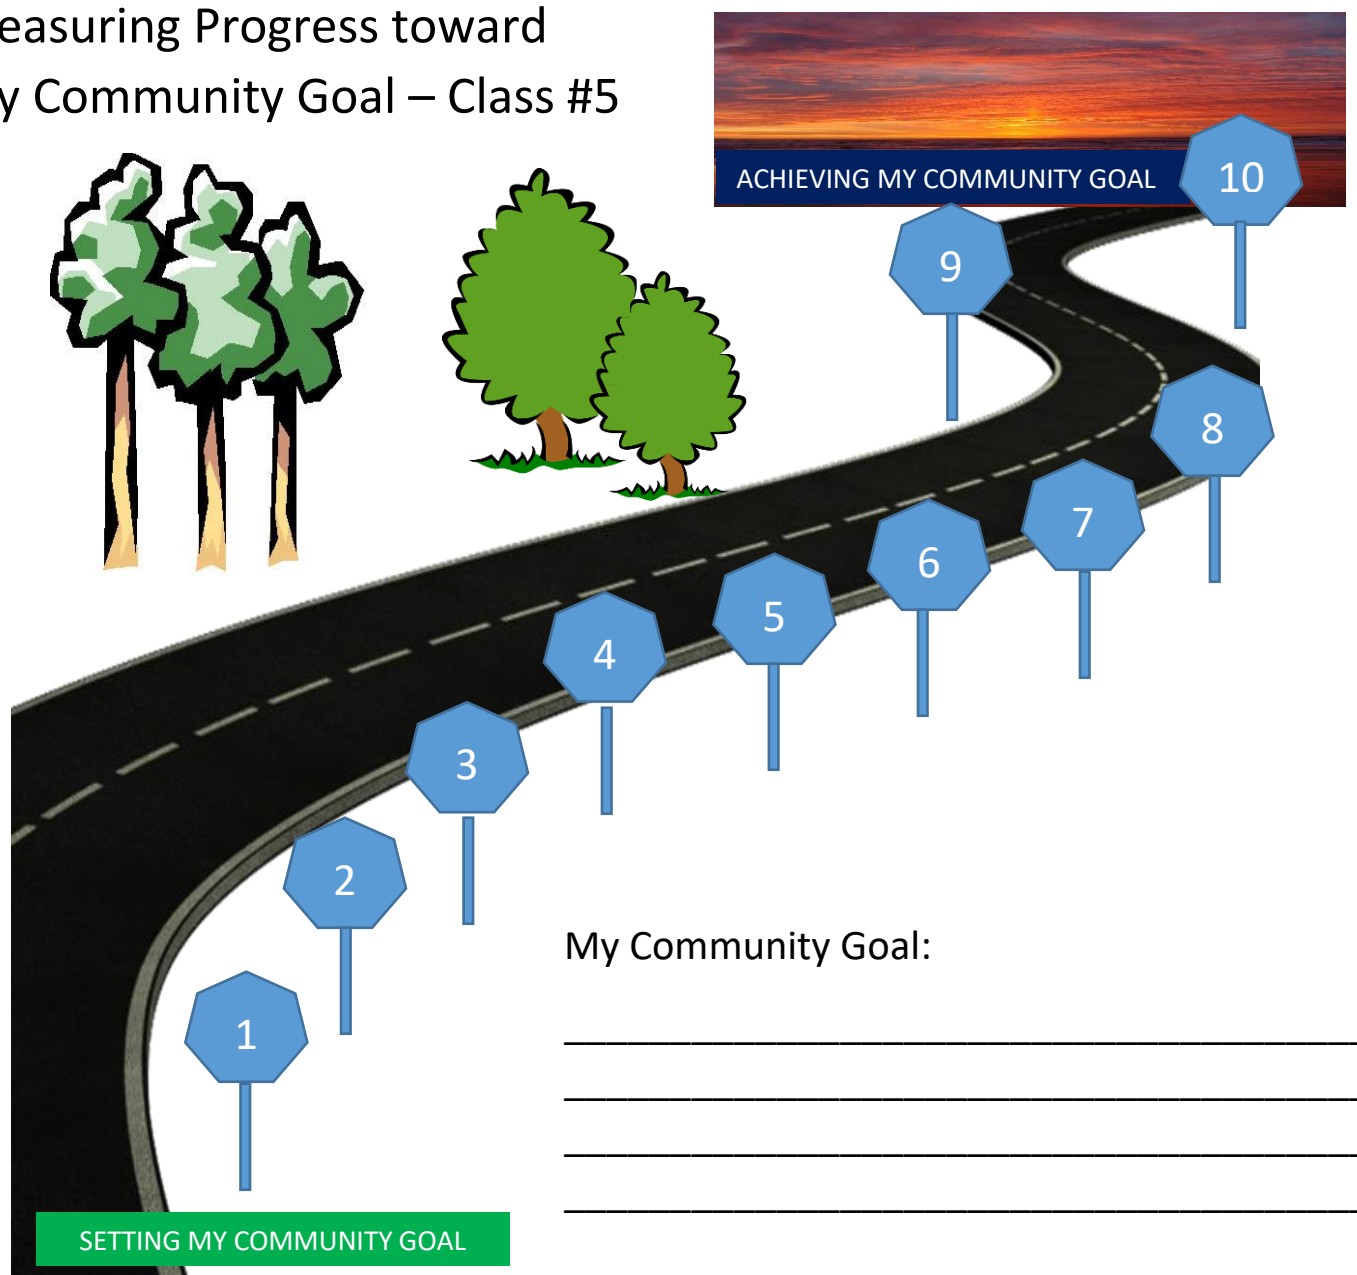 easuring Progress toward
y Community Goal – Class #5
ACHIEVING MY COMMUNITY GOAL
10
9
8
7
6
5
4
3
2
1
My Community Goal:
SETTING MY COMMUNITY GOAL